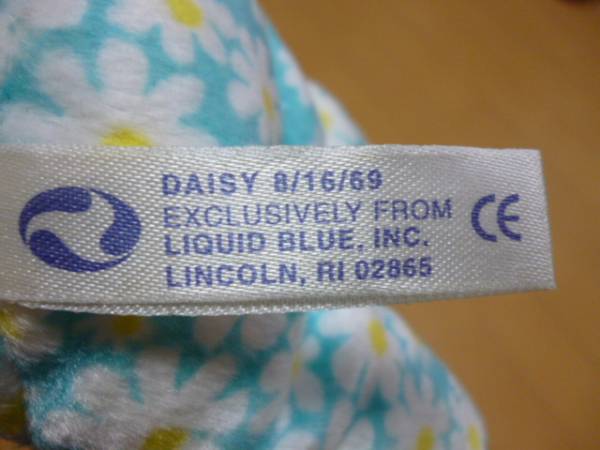 DAISY 8/16/69
EXCLUSIVELY FROM
LIQUID BLUE, INC.
LINCOLN, RI 02865
CE